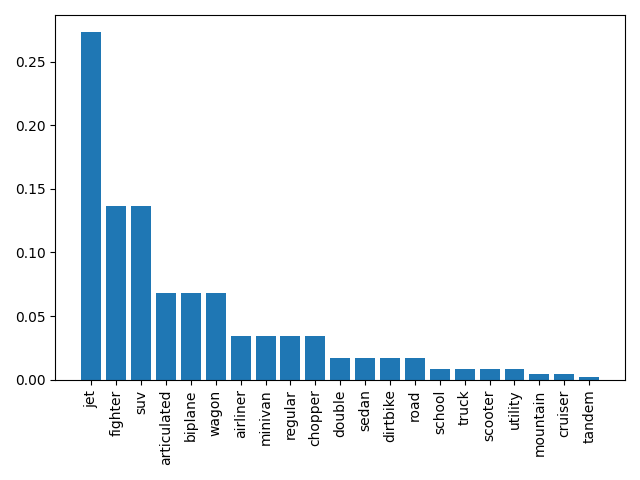 0.25
0.20
0.15
0.10
0.05
0.00
jet
fighter
suv
articulated
biplane
wagon
airliner
minivan
regular
chopper
double
sedan
dirtbike
road
school
truck
scooter
utility
mountain
cruiser
tandem